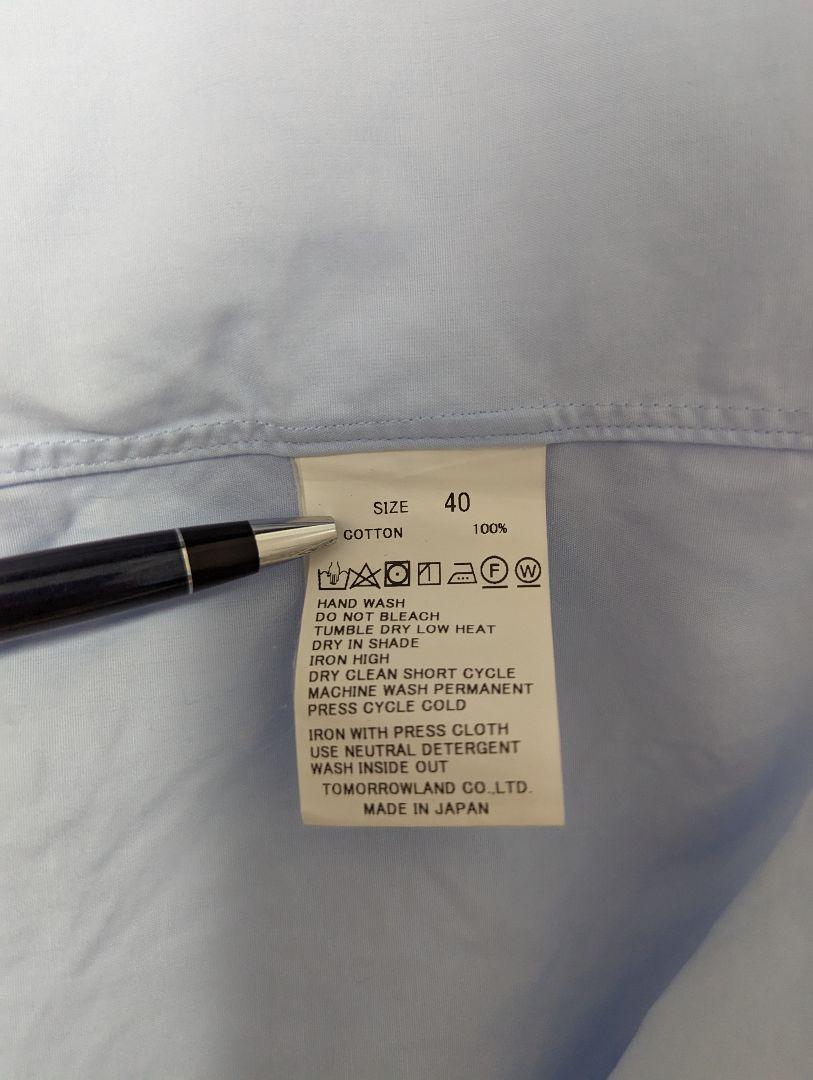 SIZE 40
COTTON 100%
F W
HAND WASH
DO NOT BLEACH
TUMBLE DRY LOW HEAT
DRY IN SHADE
IRON HIGH
DRY CLEAN SHORT CYCLE
MACHINE WASH PERMANENT
PRESS CYCLE COLD
IRON WITH PRESS CLOTH
USE NEUTRAL DETERGENT
WASH INSIDE OUT
TOMORROWLAND CO.,LTD.
MADE IN JAPAN